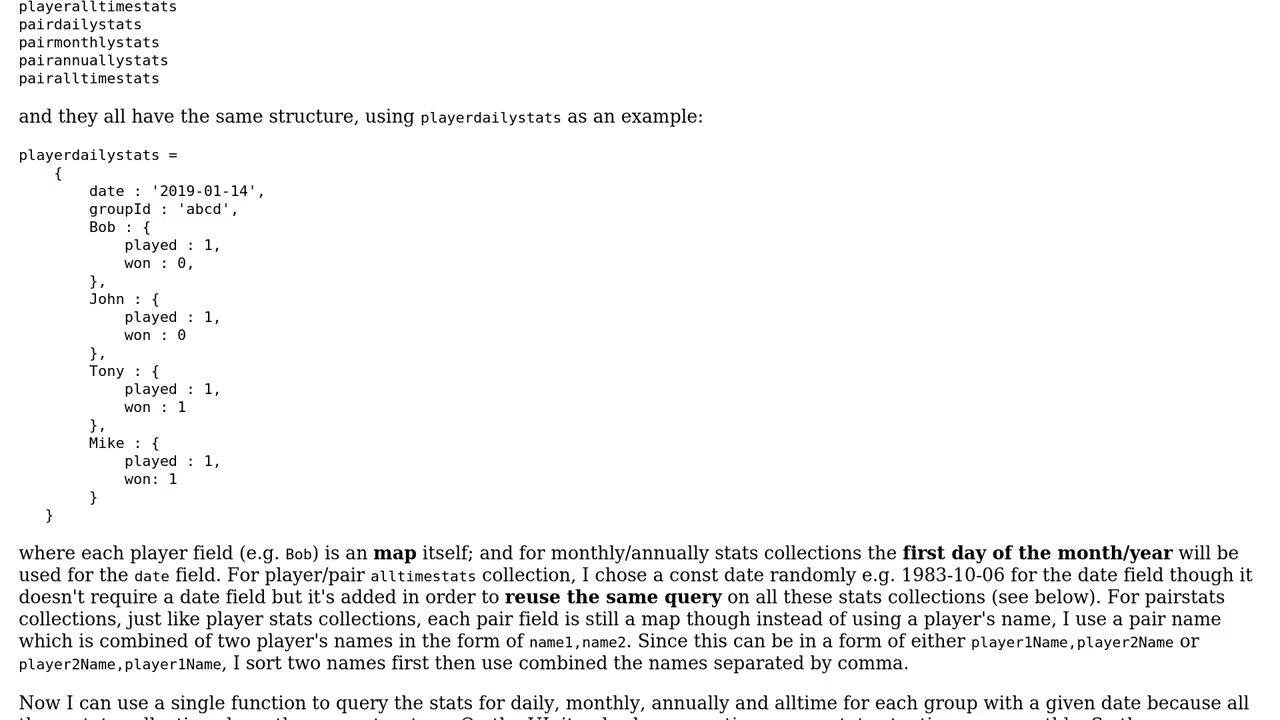 playeralltimestats
pairdailystats
pairmonthlystats
pairannuallystats
pairalltimestats
and they all have the same structure, using playerdailystats as an example:
playerdailystats =
    {
        date : '2019-01-14',
        groupId : 'abcd',
        Bob : {
            played : 1,
            won : 0,
        },
        John : {
            played : 1,
            won : 0
        },
        Tony : {
            played : 1,
            won : 1
        },
        Mike : {
            played : 1,
            won: 1
        }
   }
where each player field (e.g. Bob) is an map itself; and for monthly/annually stats collections the first day of the month/year will be
used for the date field. For player/pair alltimestats collection, I chose a const date randomly e.g. 1983-10-06 for the date field though it
doesn't require a date field but it's added in order to reuse the same query on all these stats collections (see below). For pairstats
collections, just like player stats collections, each pair field is still a map though instead of using a player's name, I use a pair name
which is combined of two player's names in the form of name1,name2. Since this can be in a form of either player1Name,player2Name or
player2Name,player1Name, I sort two names first then use combined the names separated by comma.
Now I can use a single function to query the stats for daily, monthly, annually and alltime for each group with a given date because all